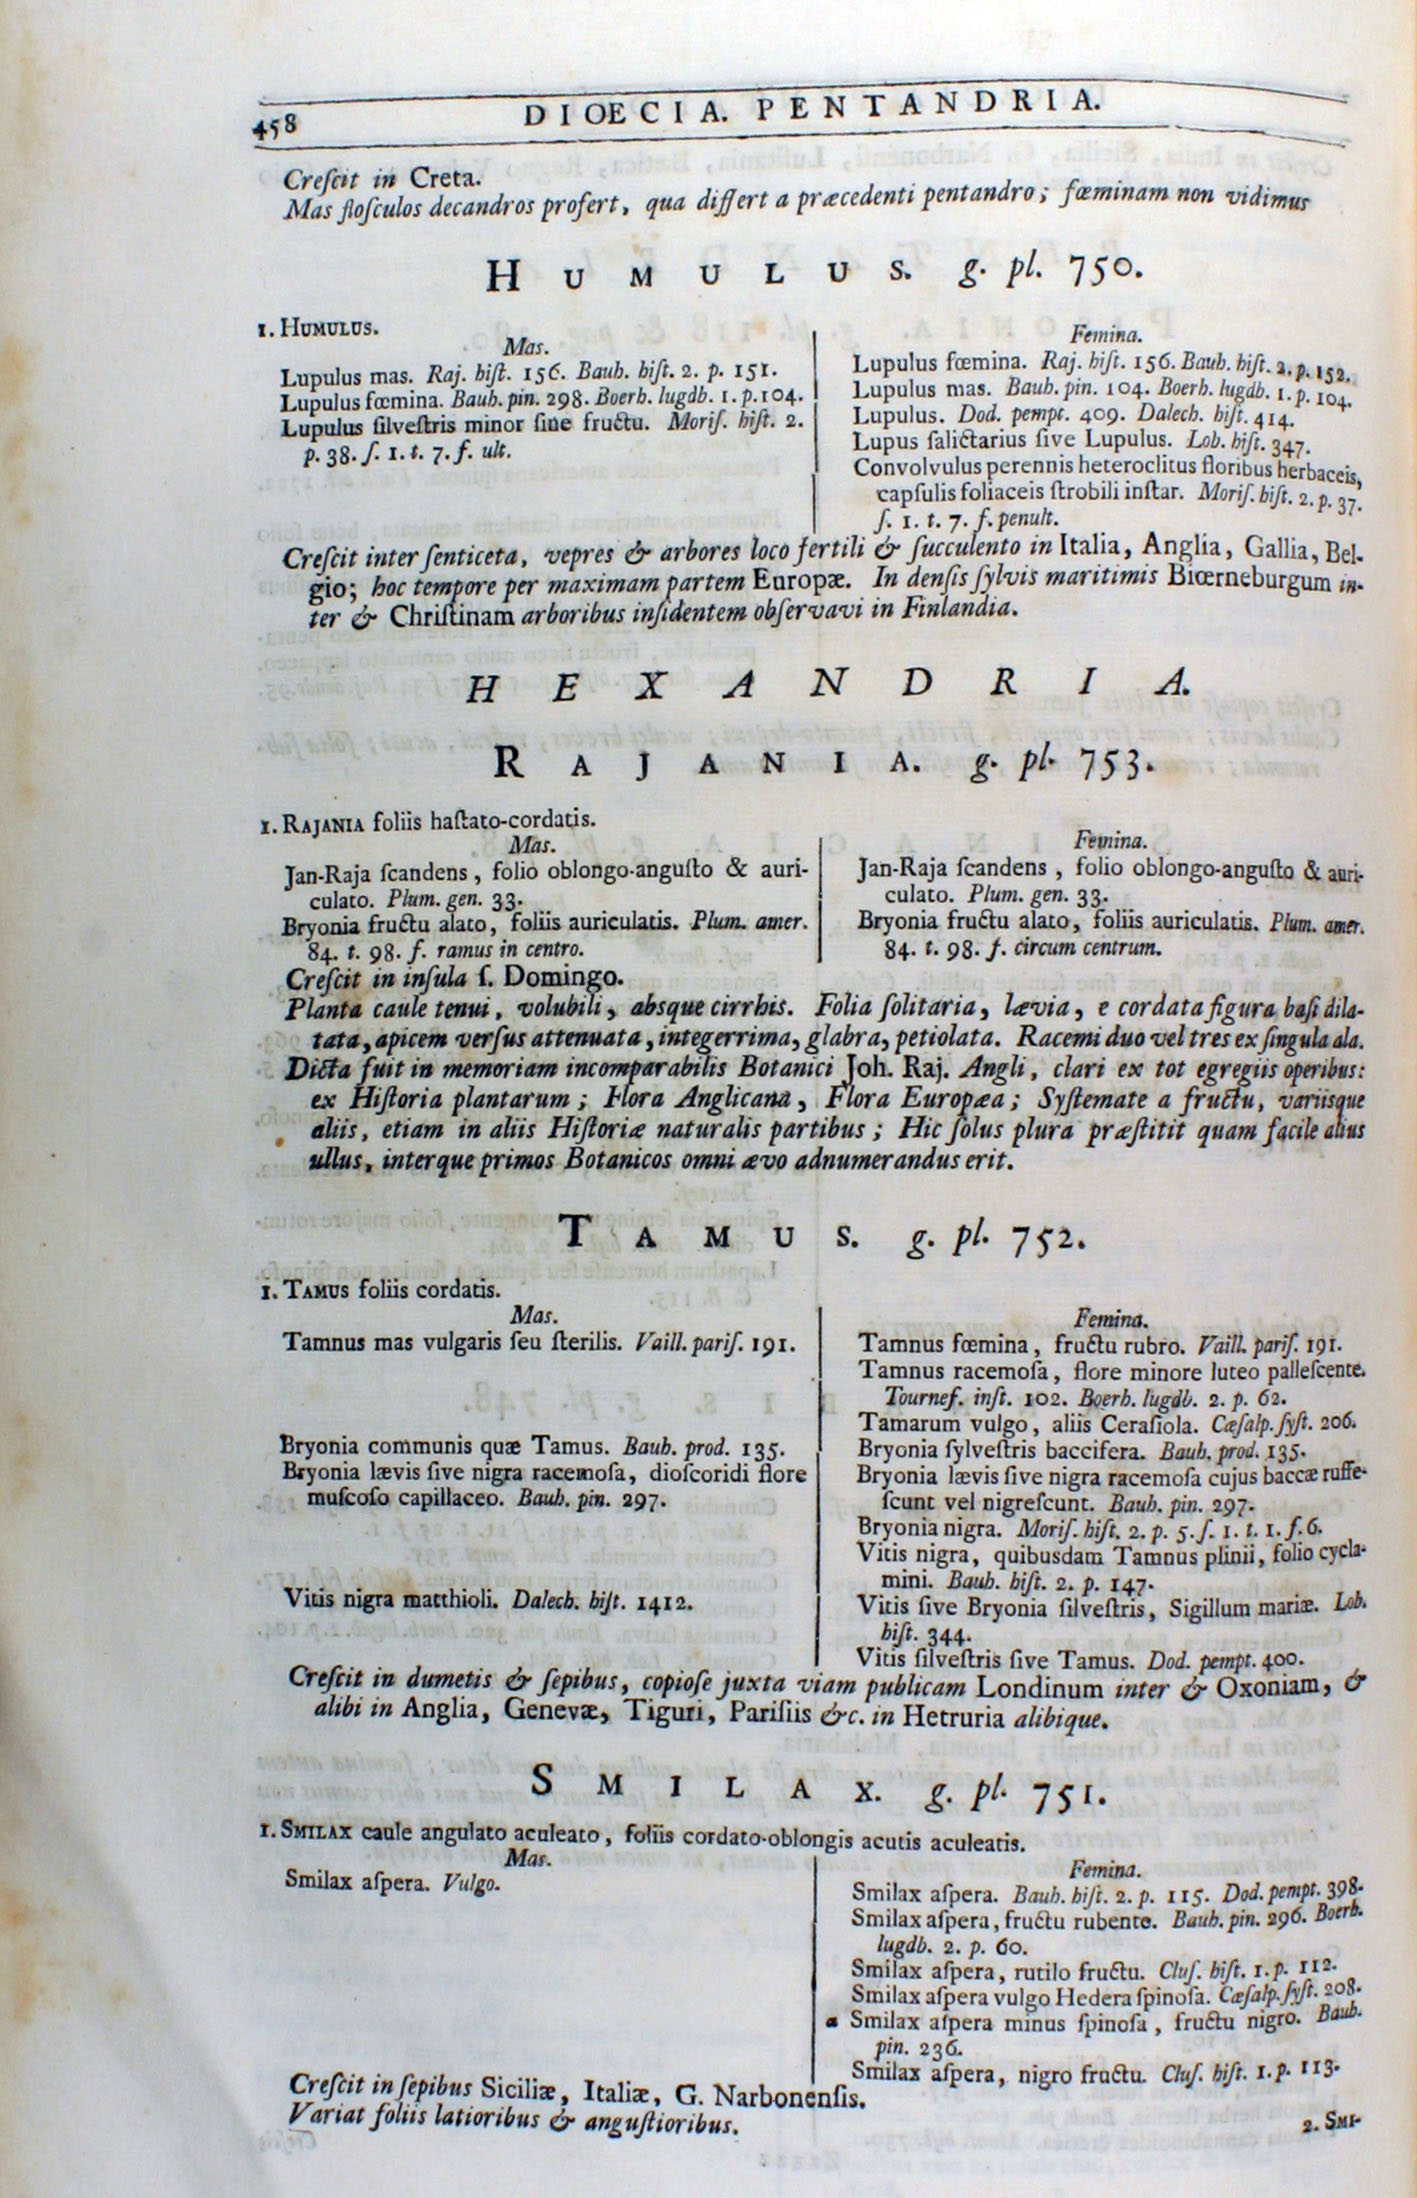 458
DIOECIA. PENTANDRIA.
Creſcit in Creta.
Mas floſculos decandros profert, qua differt a præcedenti pentandro; fœminam non vidimus
HUMULUS. g. pl. 750.
1. HUMULUS.
Mas.
Lupulus mas. Raj. hiſt. 156. Bauh. hiſt. 2. p. 151.
Lupulus fœmina. Bauh. pin. 298. Boerh. lugdb. 1. p. 104.
Lupulus ſilveſtris minor ſine fructu. Moriſ. hiſt. 2.
p. 38. ſ. 1. t. 7. f. ult.
Femina.
Lupulus fœmina. Raj. hiſt. 156. Bauh. hiſt. 2. p. 152.
Lupulus mas. Bauh. pin. 104. Boerh. lugdb. 1. p. 104.
Lupulus. Dod. pempt. 409. Dalech. hiſt. 414.
Lupus ſalictarius ſive Lupulus. Lob. hiſt. 347.
Convolvulus perennis heteroclitus floribus herbaceis,
capſulis foliaceis ſtrobili inſtar. Moriſ. hiſt. 2. p. 37.
ſ. 1. t. 7. f. penult.
Creſcit inter ſenticeta, vepres & arbores loco fertili & ſucculento in Italia, Anglia, Gallia, Bel-
gio; hoc tempore per maximam partem Europæ. In denſis ſylvis maritimis Biœrneburgum in-
ter & Chriſtinam arboribus inſidentem obſervavi in Finlandia.
HEXANDRIA.
RAJANIA. g. pl. 753.
1. RAJANIA foliis haſtato-cordatis.
Mas.
Jan-Raja ſcandens, folio oblongo-anguſto & auri-
culato. Plum. gen. 33.
Bryonia fructu alato, foliis auriculatis. Plum. amer.
84. t. 98. f. ramus in centro.
Femina.
Jan-Raja ſcandens, folio oblongo-anguſto & auri-
culato. Plum. gen. 33.
Bryonia fructu alato, foliis auriculatis. Plum. amer.
84. t. 98. f. circum centrum.
Creſcit in inſula ſ. Domingo.
Planta caule tenui, volubili, absque cirrhis. Folia ſolitaria, lævia, e cordata figura baſi dila-
tata, apicem verſus attenuata, integerrima, glabra, petiolata. Racemi duo vel tres ex ſingula ala.
Dicta fuit in memoriam incomparabilis Botanici Joh. Raj. Angli, clari ex tot egregiis operibus:
ex Hiſtoria plantarum; Flora Anglicana, Flora Europæa; Syſtemate a fructu, variisque
aliis, etiam in aliis Hiſtoriæ naturalis partibus; Hic ſolus plura præſtitit quam facile alius
ullus, interque primos Botanicos omni ævo adnumerandus erit.
TAMUS. g. pl. 752.
1. TAMUS foliis cordatis.
Mas.
Tamnus mas vulgaris ſeu ſterilis. Vaill. pariſ. 191.
Bryonia communis quæ Tamus. Bauh. prod. 135.
Bryonia lævis ſive nigra racemoſa, dioſcoridi flore
muſcoſo capillaceo. Bauh. pin. 297.
Vitis nigra matthioli. Dalech. hiſt. 1412.
Femina.
Tamnus fœmina, fructu rubro. Vaill. pariſ. 191.
Tamnus racemoſa, flore minore luteo palleſcente.
Tournef. inſt. 102. Boerh. lugdb. 2. p. 62.
Tamarum vulgo, aliis Ceraſiola. Cæſalp. ſyſt. 206.
Bryonia ſylveſtris baccifera. Bauh. prod. 135.
Bryonia lævis ſive nigra racemoſa cujus baccæ ruffe-
ſcunt vel nigreſcunt. Bauh. pin. 297.
Bryonia nigra. Moriſ. hiſt. 2. p. 5. ſ. 1. t. 1. f. 6.
Vitis nigra, quibusdam Tamnus plinii, folio cycla-
mini. Bauh. hiſt. 2. p. 147.
Vitis ſive Bryonia ſilveſtris, Sigillum mariæ. Lob.
hiſt. 344.
Vitis ſilveſtris ſive Tamus. Dod. pempt. 400.
Creſcit in dumetis & ſepibus, copioſe juxta viam publicam Londinum inter & Oxoniam, &
alibi in Anglia, Genevæ, Tiguri, Pariſiis &c. in Hetruria alibique.
SMILAX. g. pl. 751.
1. SMILAX caule angulato aculeato, foliis cordato-oblongis acutis aculeatis.
Mas.
Smilax aſpera. Vulgo.
Femina.
Smilax aſpera. Bauh. hiſt. 2. p. 115. Dod. pempt. 398.
Smilax aſpera, fructu rubente. Bauh. pin. 296. Boerh.
lugdb. 2. p. 60.
Smilax aſpera, rutilo fructu. Cluſ. hiſt. 1. p. 112.
Smilax aſpera vulgo Hedera ſpinoſa. Cæſalp. ſyſt. 208.
a Smilax aſpera minus ſpinoſa, fructu nigro. Bauh.
pin. 236.
Smilax aſpera, nigro fructu. Cluſ. hiſt. 1. p. 113.
Creſcit in ſepibus Siciliæ, Italiæ, G. Narbonenſis.
Variat foliis latioribus & anguſtioribus.
2. SMI-